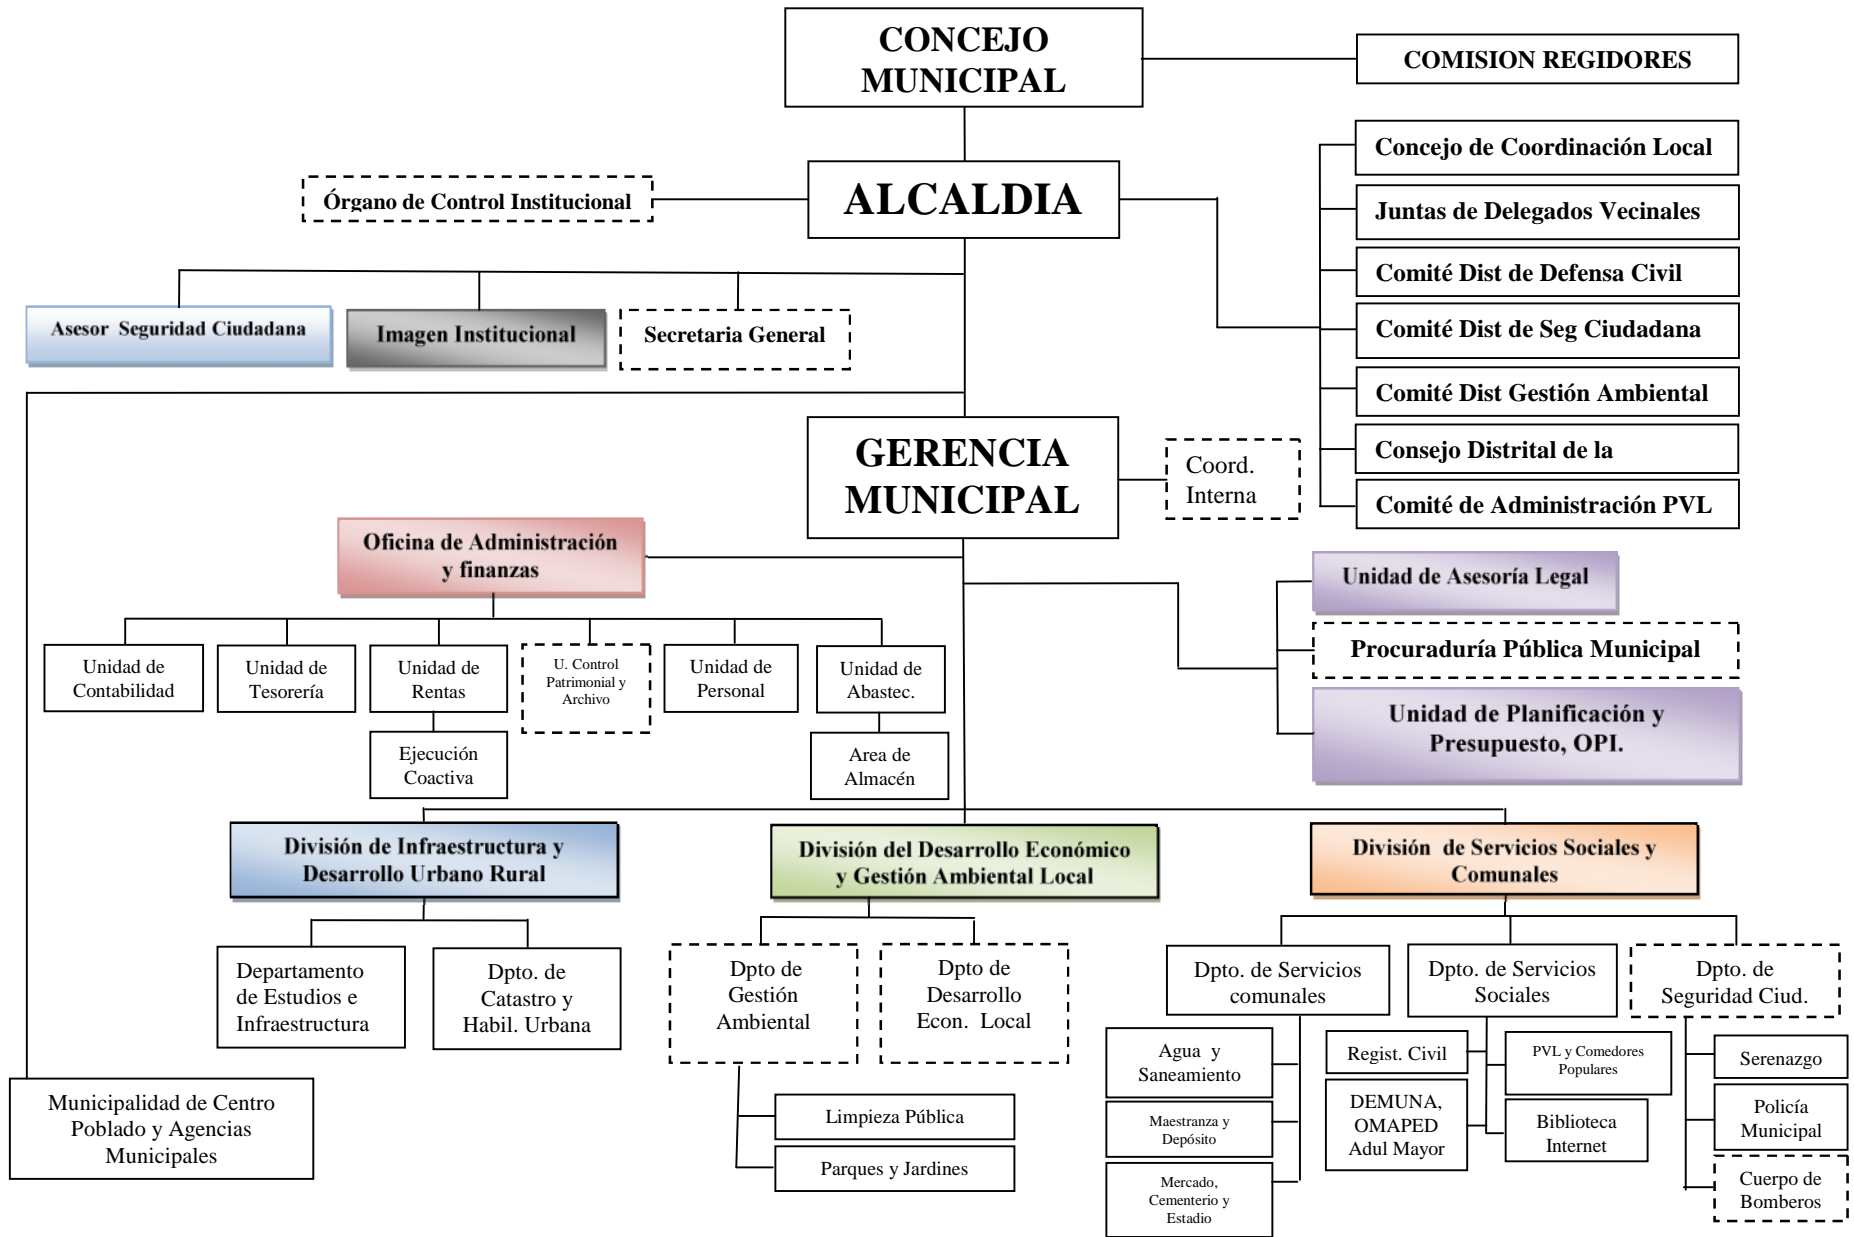 CONCEJO
MUNICIPAL
COMISION REGIDORES
Concejo de Coordinación Local
Órgano de Control Institucional
ALCALDIA
Juntas de Delegados Vecinales
Comité Dist de Defensa Civil
Asesor Seguridad Ciudadana
Imagen Institucional
Secretaria General
Comité Dist de Seg Ciudadana
Comité Dist Gestión Ambiental
GERENCIA
MUNICIPAL
Coord.
Interna
Consejo Distrital de la
Comité de Administración PVL
Oficina de Administración
y finanzas
Unidad de Asesoría Legal
Procuraduría Pública Municipal
Unidad de Planificación y
Presupuesto, OPI.
Unidad de
Contabilidad
Unidad de
Tesorería
Unidad de
Rentas
U. Control
Patrimonial y
Archivo
Unidad de
Personal
Unidad de
Abastec.
Ejecución
Coactiva
Area de
Almacén
División de Infraestructura y
Desarrollo Urbano Rural
División del Desarrollo Económico
y Gestión Ambiental Local
División de Servicios Sociales y
Comunales
Departamento
de Estudios e
Infraestructura
Dpto. de
Catastro y
Habil. Urbana
Dpto de
Gestión
Ambiental
Dpto de
Desarrollo
Econ. Local
Dpto. de Servicios
comunales
Dpto. de Servicios
Sociales
Dpto. de
Seguridad Ciud.
Municipalidad de Centro
Poblado y Agencias
Municipales
Limpieza Pública
Parques y Jardines
Agua y
Saneamiento
Maestranza y
Depósito
Mercado,
Cementerio y
Estadio
Regist. Civil
DEMUNA,
OMAPED
Adul Mayor
PVL y Comedores
Populares
Biblioteca
Internet
Serenazgo
Policía
Municipal
Cuerpo de
Bomberos